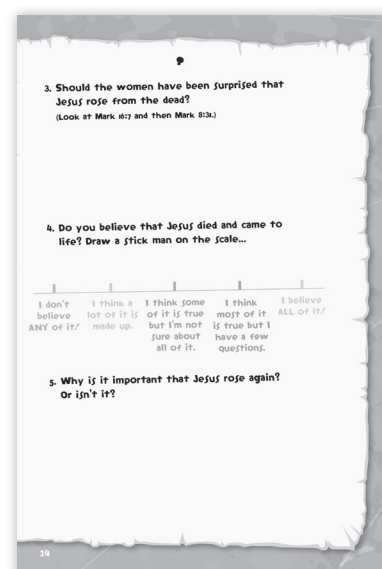 ?
3. Should the women have been surprised that
Jesus rose from the dead?
(Look at Mark 16:7 and then Mark 8:31.)
4. Do you believe that Jesus died and came to
life? Draw a stick man on the scale...
I don't
believe
ANY of it!
I think a
lot of it is
made up.
I think some
of it is true
but I'm not
sure about
all of it.
I think
most of it
is true but I
have a few
questions.
I believe
ALL of it!
5. Why is it important that Jesus rose again?
Or isn't it?
24